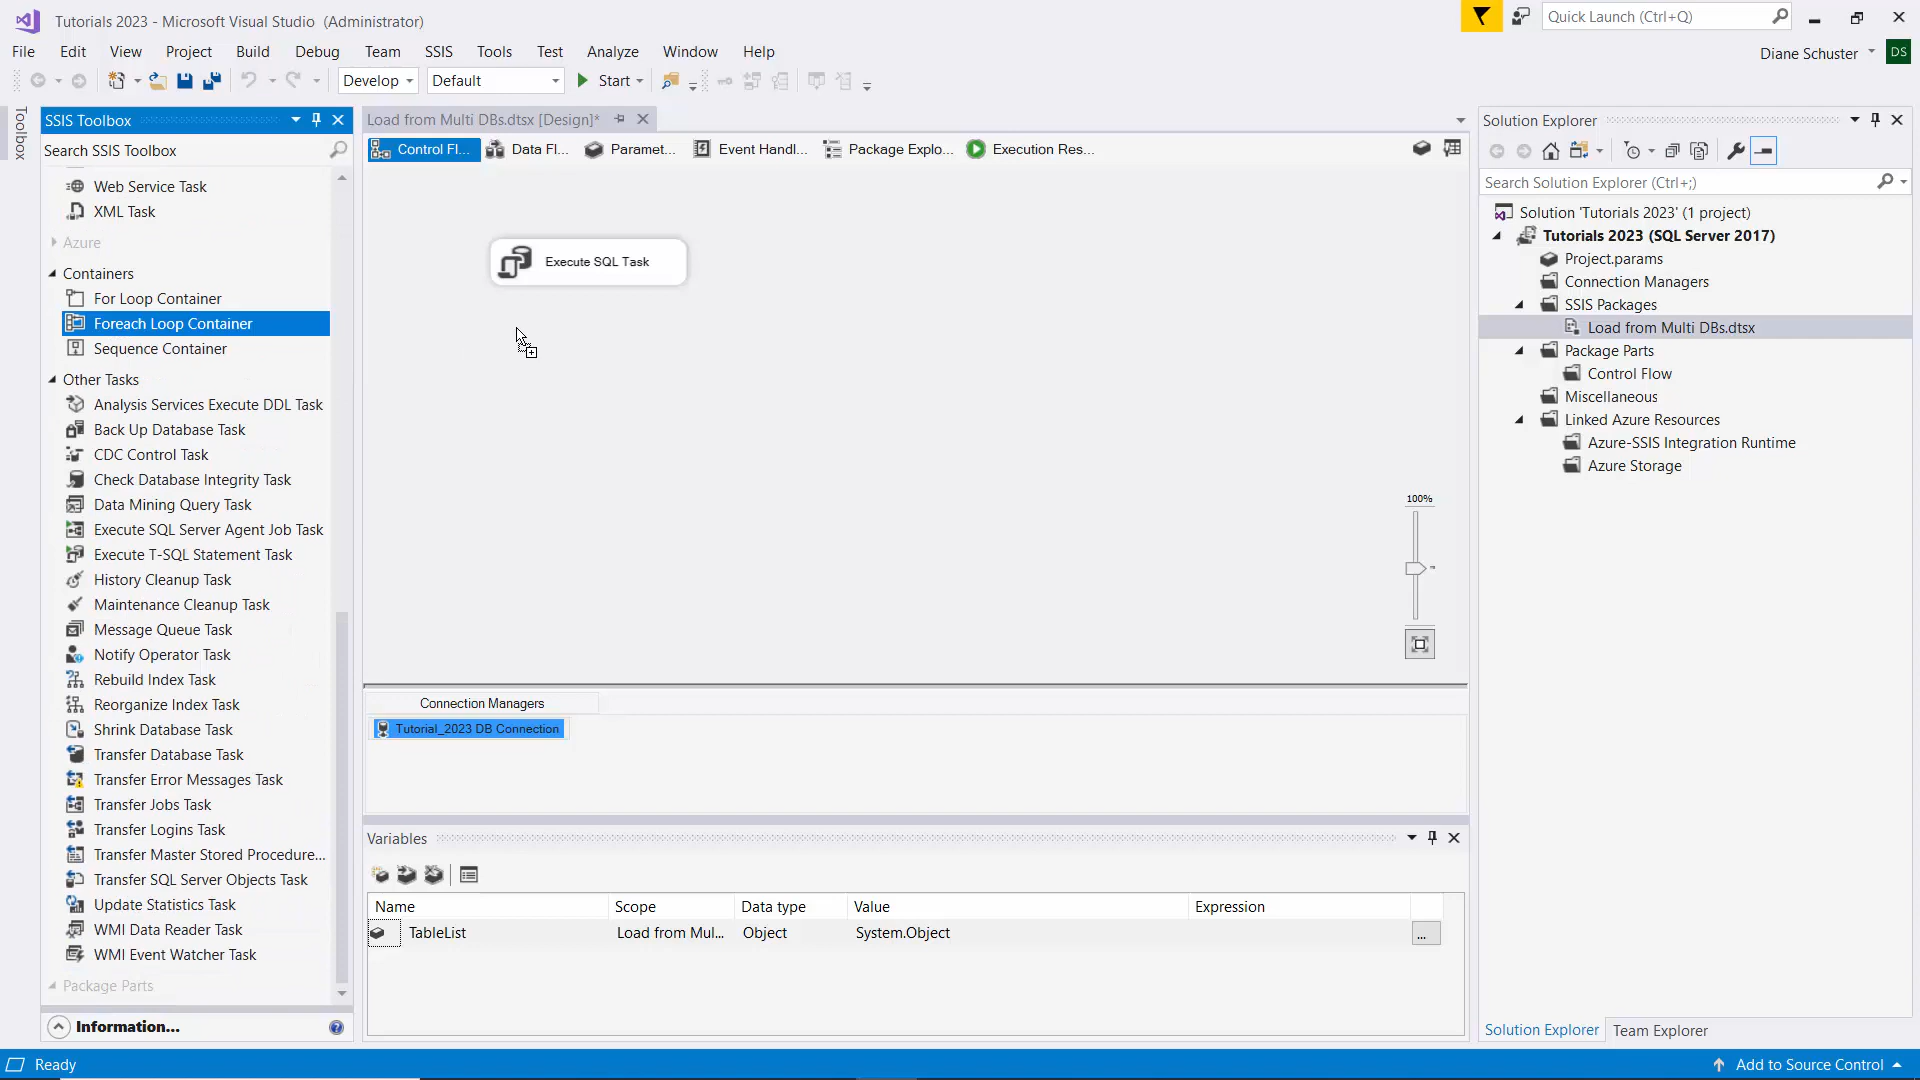 Tutorials 2023 - Microsoft Visual Studio (Administrator)
Quick Launch (Ctrl+Q)
File Edit View Project Build Debug Team SSIS Tools Test Analyze Window Help
Diane Schuster DS
Develop Default Start
Toolbox
SSIS Toolbox
Search SSIS Toolbox
Web Service Task
XML Task
Azure
Containers
For Loop Container
Foreach Loop Container
Sequence Container
Other Tasks
Analysis Services Execute DDL Task
Back Up Database Task
CDC Control Task
Check Database Integrity Task
Data Mining Query Task
Execute SQL Server Agent Job Task
Execute T-SQL Statement Task
History Cleanup Task
Maintenance Cleanup Task
Message Queue Task
Notify Operator Task
Rebuild Index Task
Reorganize Index Task
Shrink Database Task
Transfer Database Task
Transfer Error Messages Task
Transfer Jobs Task
Transfer Logins Task
Transfer Master Stored Procedure...
Transfer SQL Server Objects Task
Update Statistics Task
WMI Data Reader Task
WMI Event Watcher Task
Package Parts
Information...
Load from Multi DBs.dtsx [Design]*
Control Fl... Data Fl... Paramet... Event Handl... Package Explo... Execution Res...
Execute SQL Task
100%
Connection Managers
Tutorial_2023 DB Connection
Variables
Name Scope Data type Value Expression
TableList Load from Mul... Object System.Object ...
Solution Explorer
Search Solution Explorer (Ctrl+;)
Solution 'Tutorials 2023' (1 project)
Tutorials 2023 (SQL Server 2017)
Project.params
Connection Managers
SSIS Packages
Load from Multi DBs.dtsx
Package Parts
Control Flow
Miscellaneous
Linked Azure Resources
Azure-SSIS Integration Runtime
Azure Storage
Solution Explorer Team Explorer
Ready
Add to Source Control